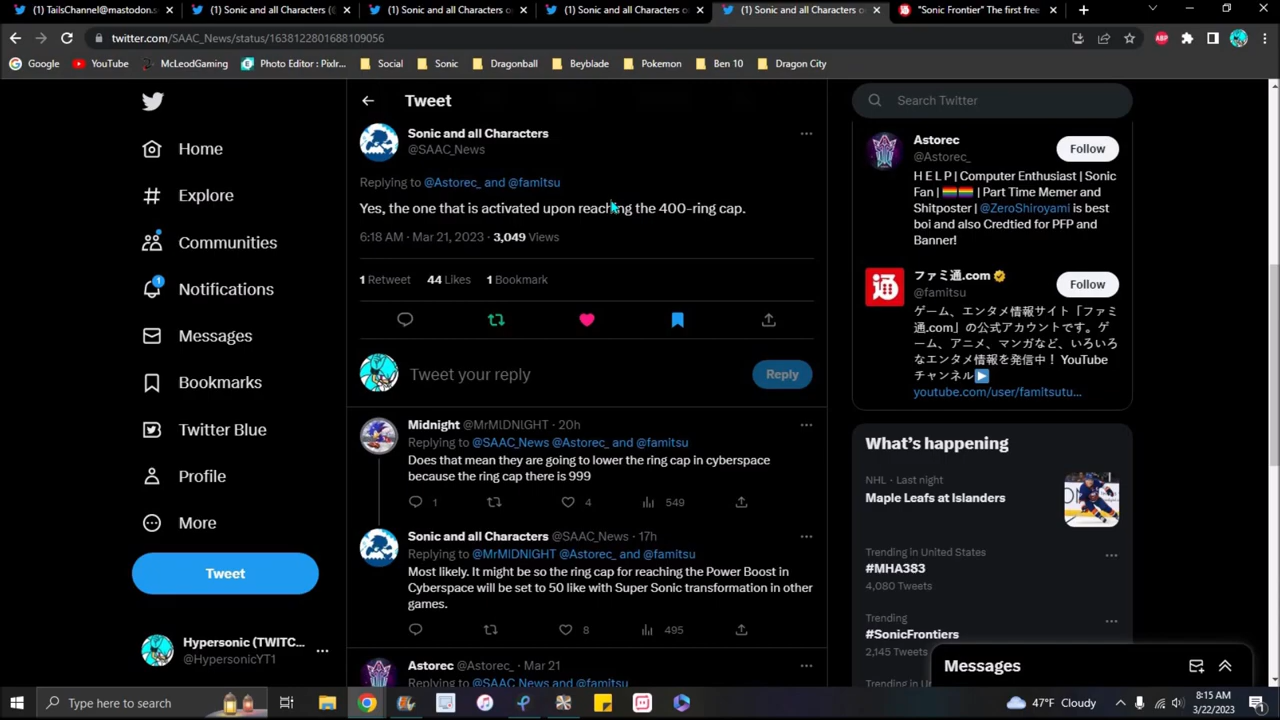 TailsChannel@mastodon.s
(1) Sonic and all Characters (
(1) Sonic and all Characters o
(1) Sonic and all Characters o
(1) Sonic and all Characters o
"Sonic Frontier" The first free
twitter.com/SAAC_News/status/1638122801688109056
Google
YouTube
McLeodGaming
Photo Editor : Pixlr...
Social
Sonic
Dragonball
Beyblade
Pokemon
Ben 10
Dragon City
Home
Explore
Communities
1
Notifications
Messages
Bookmarks
Twitter Blue
Profile
More
Tweet
Hypersonic (TWITC...
@HypersonicYT1
Tweet
Sonic and all Characters
@SAAC_News
Replying to @Astorec_ and @famitsu
Yes, the one that is activated upon reaching the 400-ring cap.
6:18 AM · Mar 21, 2023 · 3,049 Views
1 Retweet 44 Likes 1 Bookmark
Tweet your reply
Reply
Midnight @MrMIDNIGHT · 20h
Replying to @SAAC_News @Astorec_ and @famitsu
Does that mean they are going to lower the ring cap in cyberspace
because the ring cap there is 999
1 4 549
Sonic and all Characters @SAAC_News · 17h
Replying to @MrMIDNIGHT @Astorec_ and @famitsu
Most likely. It might be so the ring cap for reaching the Power Boost in
Cyberspace will be set to 50 like with Super Sonic transformation in other
games.
8 495
Astorec @Astorec_ · Mar 21
Replying to @SAAC_News and @famitsu
Search Twitter
Astorec
@Astorec_
Follow
H E L P | Computer Enthusiast | Sonic
Fan | 🏳️‍🌈🏳️‍🌈 | Part Time Memer and
Shitposter | @ZeroShiroyami is best
boi and also Credtied for PFP and
Banner!
通
ファミ通.com
@famitsu
Follow
ゲーム、エンタメ情報サイト「ファミ
通.com」の公式アカウントです。ゲ
ーム、アニメ、マンガなど、いろいろ
なエンタメ情報を発信中！ YouTube
チャンネル▶️
youtube.com/user/famitsutu...
What's happening
NHL · Last night
Maple Leafs at Islanders
Trending in United States
#MHA383
4,080 Tweets
Trending
#SonicFrontiers
2,145 Tweets
Messages
Type here to search
47°F Cloudy
8:15 AM
3/22/2023